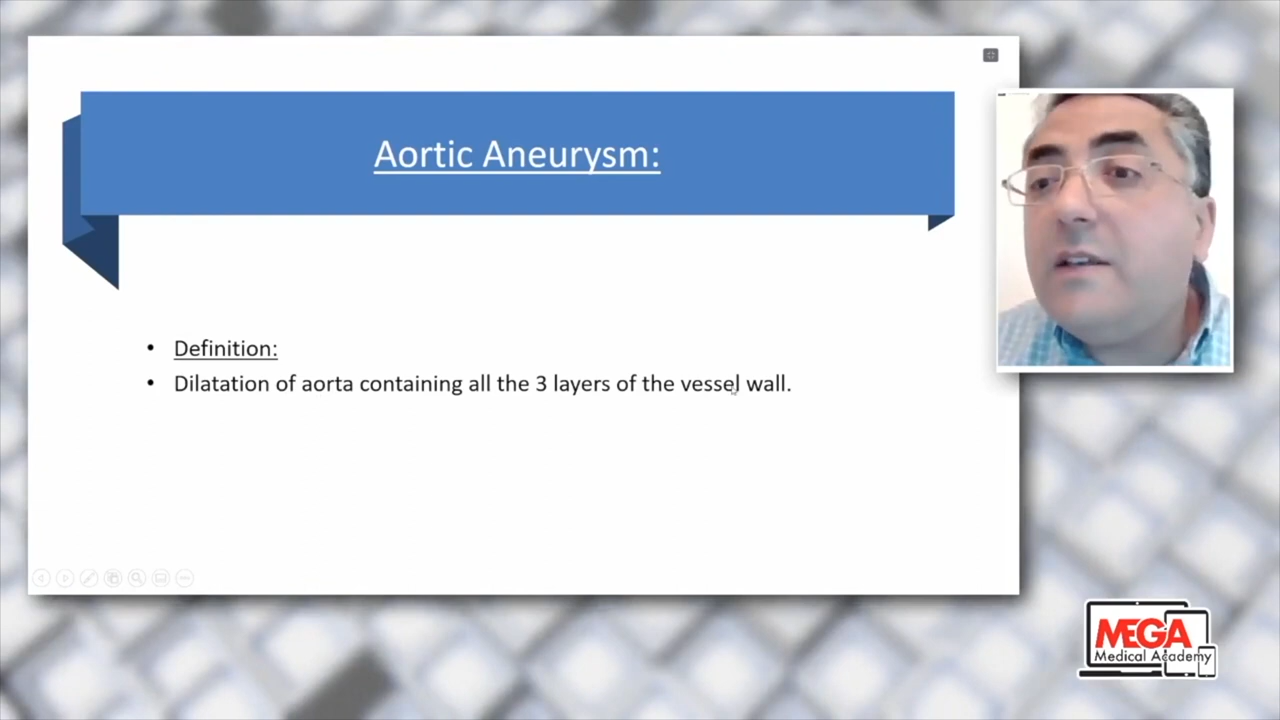 Aortic Aneurysm:
• Definition:
• Dilatation of aorta containing all the 3 layers of the vessel wall.
MEGA
Medical Academy